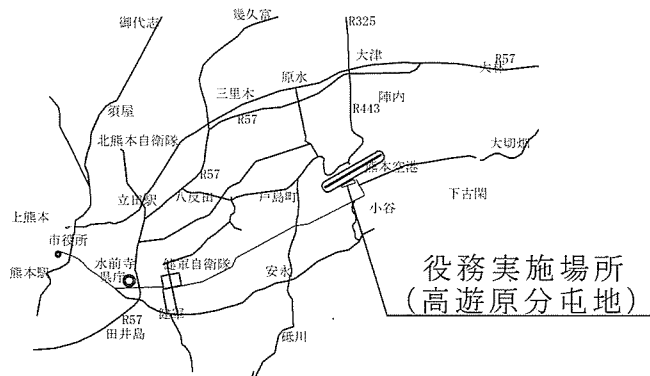 御代志
幾久富
R325
大津
R57
大林
原水
三里木
陣内
R443
須屋
R57
北熊本自衛隊
大切畑
熊本空港
R57
立田駅
八反田
戸島町
下古閑
小谷
上熊本
市役所
水前寺
県庁
健軍自衛隊
安永
熊本駅
健軍
R57
田井島
砥川
役務実施場所
(高遊原分屯地)